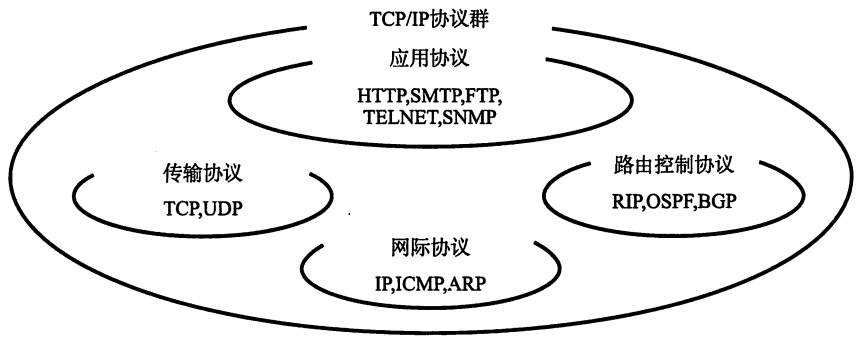 TCP/IP协议群
应用协议
HTTP,SMTP,FTP,
TELNET,SNMP
传输协议
TCP,UDP
路由控制协议
RIP,OSPF,BGP
网际协议
IP,ICMP,ARP